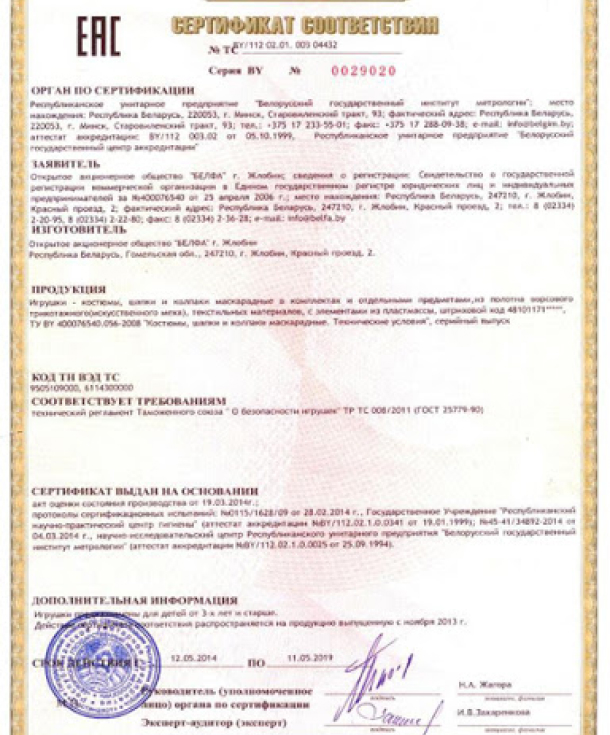 ЕАС
СЕРТИФИКАТ СООТВЕТСТВИЯ
№ ТС BY/112 02.01. 003 04432
Серия BY № 0029020
ОРГАН ПО СЕРТИФИКАЦИИ
Республиканское унитарное предприятие "Белорусский государственный институт метрологии"; место
нахождения: Республика Беларусь, 220053, г. Минск, Старовиленский тракт, 93; фактический адрес: Республика Беларусь,
220053, г. Минск, Старовиленский тракт, 93; тел.: +375 17 233-55-01; факс: +375 17 288-09-38; e-mail: info@belgim.by;
аттестат аккредитации: BY/112 003.02 от 05.10.1999, Республиканское унитарное предприятие "Белорусский
государственный центр аккредитации"
ЗАЯВИТЕЛЬ
Открытое акционерное общество "БЕЛФА" г. Жлобин; сведения о регистрации: Свидетельство о государственной
регистрации коммерческой организации в Едином государственном регистре юридических лиц и индивидуальных
предпринимателей за №400076540 от 25 апреля 2006 г.; место нахождения: Республика Беларусь, 247210, г. Жлобин,
Красный проезд, 2; фактический адрес: Республика Беларусь, 247210, г. Жлобин, Красный проезд, 2; тел.: 8 (02334)
2-20-95, 8 (02334) 2-22-80; факс: 8 (02334) 2-36-28; e-mail: info@belfa.by
ИЗГОТОВИТЕЛЬ
Открытое акционерное общество "БЕЛФА" г. Жлобин
Республика Беларусь, Гомельская обл., 247210, г. Жлобин, Красный проезд, 2.
ПРОДУКЦИЯ
Игрушки - костюмы, шапки и колпаки маскарадные в комплектах и отдельными предметами,из полотна ворсового
трикотажного(искусственного меха), текстильных материалов, с элементами из пластмассы, штриховой код 48101171*****,
ТУ BY 400076540.056-2008 "Костюмы, шапки и колпаки маскарадные. Технические условия", серийный выпуск
КОД ТН ВЭД ТС
9505109000, 6114300000
СООТВЕТСТВУЕТ ТРЕБОВАНИЯМ
технический регламент Таможенного союза " О безопасности игрушек" ТР ТС 008/2011 (ГОСТ 25779-90)
СЕРТИФИКАТ ВЫДАН НА ОСНОВАНИИ
акт оценки состояния производства от 19.03.2014г.;
протоколы сертификационных испытаний: №0115/1628/09 от 28.02.2014 г., Государственное Учреждение "Республиканский
научно-практический центр гигиены" (аттестат аккредитации №BY/112.02.1.0.0341 от 19.01.1999); №45-41/34892-2014 от
04.03.2014 г., научно-исследовательский центр Республиканского унитарного предприятия "Белорусский государственный
институт метрологии" (аттестат аккредитации №BY/112.02.1.0.0025 от 25.09.1994).
ДОПОЛНИТЕЛЬНАЯ ИНФОРМАЦИЯ
Игрушки предназначены для детей от 3-х лет и старше.
Действие соответствия распространяется на продукцию выпущенную с ноября 2013 г.
СРОК ДЕЙСТВИЯ С 12.05.2014 ПО 11.05.2019
Руководитель (уполномоченное
лицо) органа по сертификации
подпись
Н.А. Жагора
инициалы, фамилия
М.П.
Эксперт-аудитор (эксперт)
подпись
И.В.Захаренкова
инициалы, фамилия